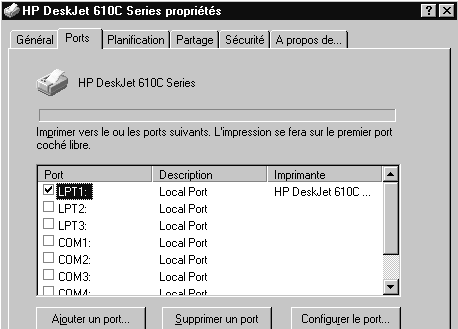 HP DeskJet 610C Series propriétés
Général Ports Planification Partage Sécurité A propos de...
HP DeskJet 610C Series
Imprimer vers le ou les ports suivants. L'impression se fera sur le premier port
coché libre.
Port Description Imprimante
LPT1: Local Port HP DeskJet 610C ...
LPT2: Local Port
LPT3: Local Port
COM1: Local Port
COM2: Local Port
COM3: Local Port
COM4: Local Port
Ajouter un port... Supprimer un port Configurer le port...